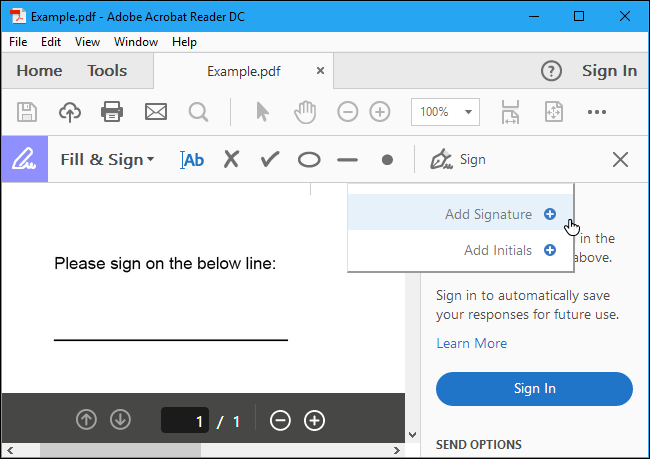 Example.pdf - Adobe Acrobat Reader DC
File Edit View Window Help
Home Tools Example.pdf × ? Sign In
100%
Fill & Sign Ab Sign
Add Signature
Add Initials
in the
above.
Please sign on the below line:
Sign in to automatically save
your responses for future use.
Learn More
Sign In
1 / 1
SEND OPTIONS